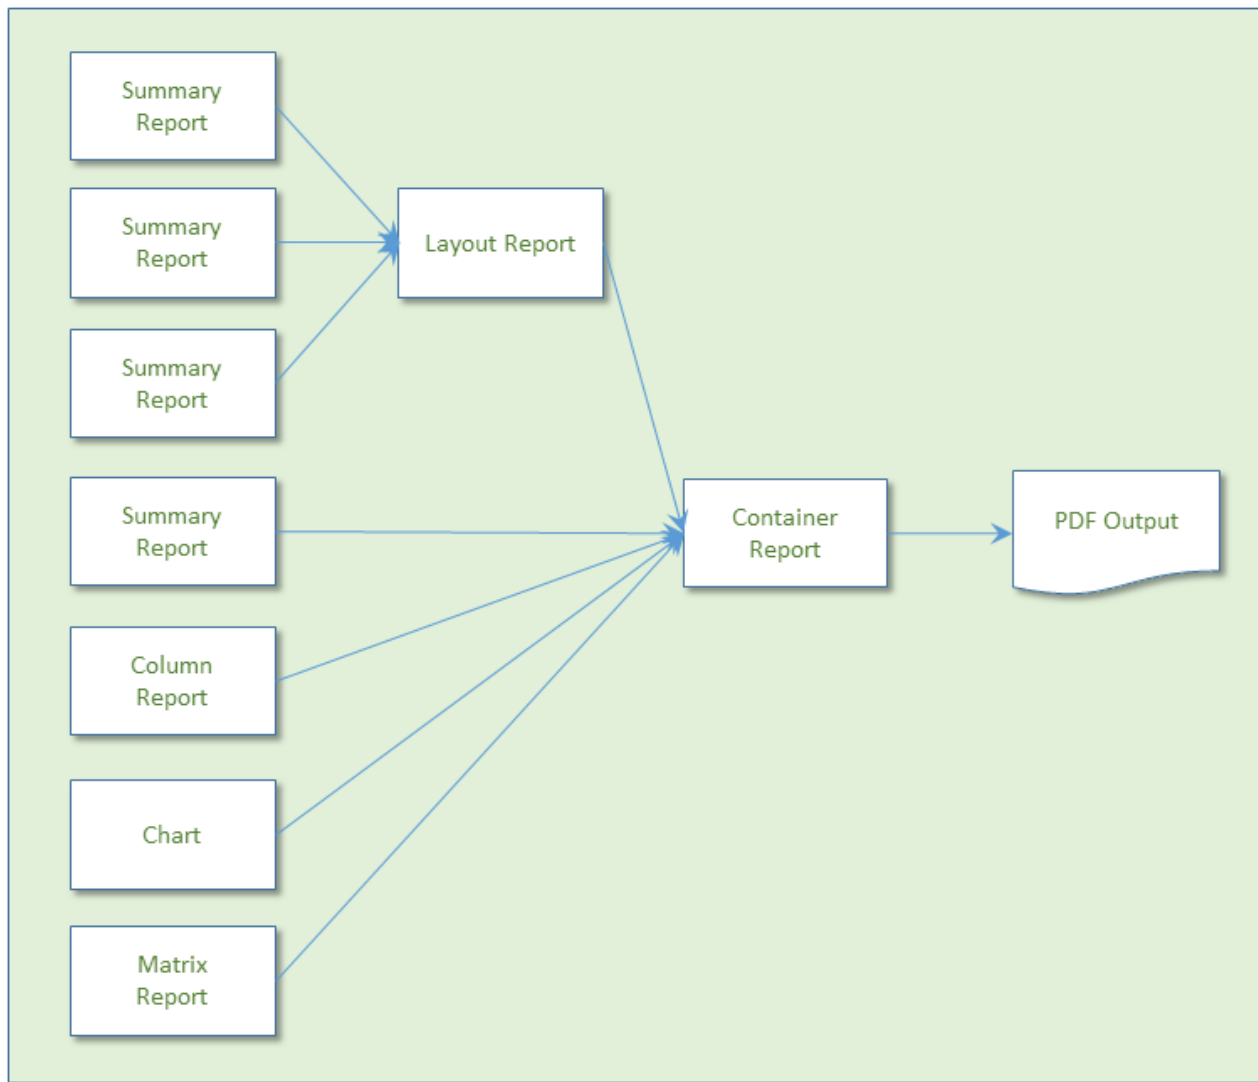 Summary
Report
Summary
Report
Layout Report
Summary
Report
Summary
Report
Container
Report
PDF Output
Column
Report
Chart
Matrix
Report